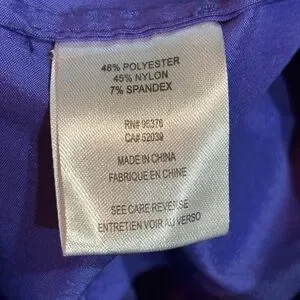 48% POLYESTER
45% NYLON
7% SPANDEX
RN# 96376
CA# 52039
MADE IN CHINA
FABRIQUE EN CHINE
SEE CARE REVERSE
ENTRETIEN VOIR AU VERSO